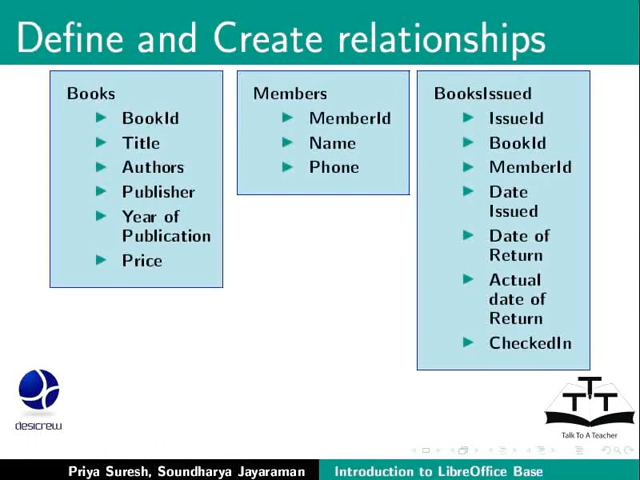 Define and Create relationships
Books
BookId
Title
Authors
Publisher
Year of
Publication
Price
Members
MemberId
Name
Phone
BooksIssued
IssueId
BookId
MemberId
Date
Issued
Date of
Return
Actual
date of
Return
CheckedIn
desicrew
TTT
Talk To A Teacher
Priya Suresh, Soundharya Jayaraman
Introduction to LibreOffice Base